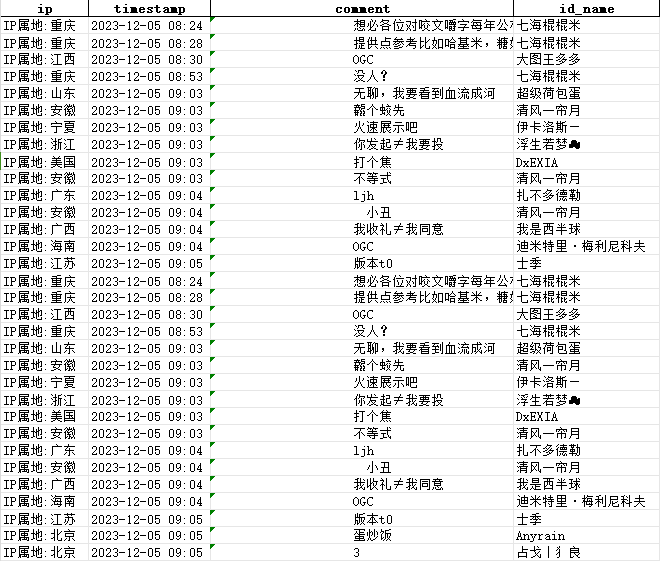 ip timestamp comment id_name
IP属地:重庆 2023-12-05 08:24 想必各位对咬文嚼字每年公布 七海棍棍米
IP属地:重庆 2023-12-05 08:28 提供点参考比如哈基米，糖 七海棍棍米
IP属地:江西 2023-12-05 08:30 OGC 大图王多多
IP属地:重庆 2023-12-05 08:53 没人？ 七海棍棍米
IP属地:山东 2023-12-05 09:03 无聊，我要看到血流成河 超级荷包蛋
IP属地:安徽 2023-12-05 09:03 个先 清风一帘月
IP属地:宁夏 2023-12-05 09:03 火速展示吧 伊卡洛斯一
IP属地:浙江 2023-12-05 09:03 你发起≠我要投 浮生若梦
IP属地:美国 2023-12-05 09:03 打个焦 DxEXIA
IP属地:安徽 2023-12-05 09:03 不等式 清风一帘月
IP属地:广东 2023-12-05 09:04 ljh 扎不多德勒
IP属地:安徽 2023-12-05 09:04 小丑 清风一帘月
IP属地:广西 2023-12-05 09:04 我收礼≠我同意 我是西半球
IP属地:海南 2023-12-05 09:04 OGC 迪米特里·梅利尼科夫
IP属地:江苏 2023-12-05 09:05 版本t0 士季
IP属地:重庆 2023-12-05 08:24 想必各位对咬文嚼字每年公布 七海棍棍米
IP属地:重庆 2023-12-05 08:28 提供点参考比如哈基米，糖 七海棍棍米
IP属地:江西 2023-12-05 08:30 OGC 大图王多多
IP属地:重庆 2023-12-05 08:53 没人？ 七海棍棍米
IP属地:山东 2023-12-05 09:03 无聊，我要看到血流成河 超级荷包蛋
IP属地:安徽 2023-12-05 09:03 个先 清风一帘月
IP属地:宁夏 2023-12-05 09:03 火速展示吧 伊卡洛斯一
IP属地:浙江 2023-12-05 09:03 你发起≠我要投 浮生若梦
IP属地:美国 2023-12-05 09:03 打个焦 DxEXIA
IP属地:安徽 2023-12-05 09:03 不等式 清风一帘月
IP属地:广东 2023-12-05 09:04 ljh 扎不多德勒
IP属地:安徽 2023-12-05 09:04 小丑 清风一帘月
IP属地:广西 2023-12-05 09:04 我收礼≠我同意 我是西半球
IP属地:海南 2023-12-05 09:04 OGC 迪米特里·梅利尼科夫
IP属地:江苏 2023-12-05 09:05 版本t0 士季
IP属地:北京 2023-12-05 09:05 蛋炒饭 Anyrain
IP属地:北京 2023-12-05 09:05 3 占戈丨犭良